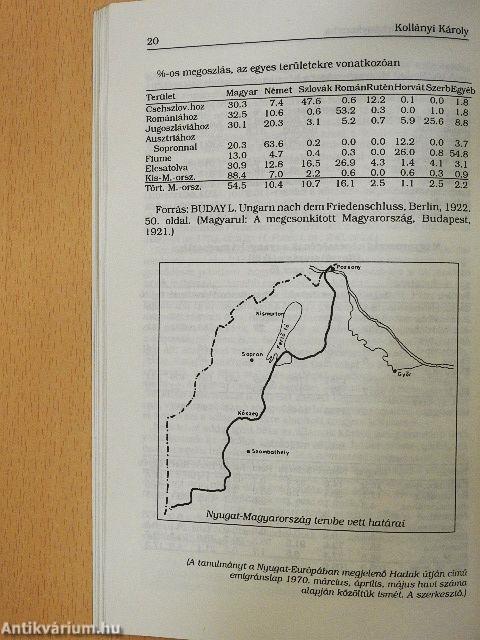 20
Kollányi Károly
%-os megoszlás, az egyes területekre vonatkozóan
Terület Magyar Német Szlovák Román Rutén Horvát Szerb Egyéb
Csehszlov.hoz 30.3 7.4 47.6 0.6 12.2 0.1 0.0 1.8
Romániához 32.5 10.6 0.6 53.2 0.3 0.0 1.0 1.8
Jugoszláviához 30.1 20.3 3.1 5.2 0.7 5.9 25.6 8.8
Ausztriához
Sopronnal 20.3 63.6 0.2 0.0 0.0 12.2 0.0 3.7
Fiume 13.0 4.7 0.4 0.3 0.0 26.0 0.8 54.8
Elcsatolva 30.9 12.8 16.5 26.9 4.3 1.4 4.1 3.1
Kis-M.-orsz. 88.4 7.0 2.2 0.6 0.0 0.6 0.3 0.9
Tört. M.-orsz. 54.5 10.4 10.7 16.1 2.5 1.1 2.5 2.2
Forrás: BUDAY L. Ungarn nach dem Friedenschluss, Berlin, 1922.
50. oldal. (Magyarul: A megcsonkított Magyarország, Budapest,
1921.)
Pozsony
Kismarton
Fertő tó
Sopron
Győr
Kőszeg
Szombathely
Nyugat-Magyarország tervbe vett határai
(A tanulmányt a Nyugat-Európában megjelenő Hadak útján című
emigránslap 1970. március, április, május havi száma
alapján közöltük ismét. A szerkesztő.)
Antikvárium.hu